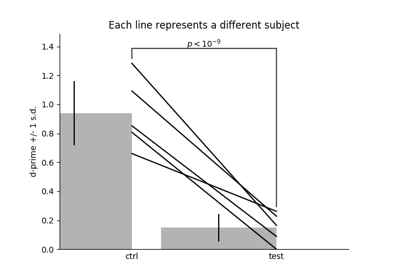 Each line represents a different subject
p < 10⁻⁹
1.4
1.2
1.0
0.8
0.6
0.4
0.2
0.0
d-prime +/- 1 s.d.
ctrl test